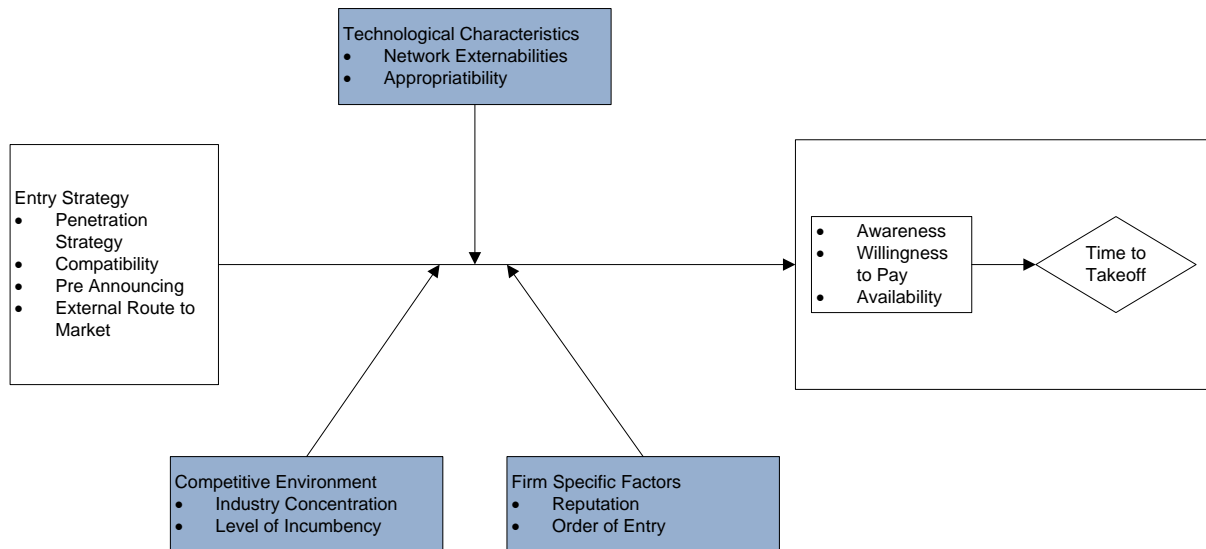 Technological Characteristics
• Network Externabilities
• Appropriatibility
Entry Strategy
• Penetration
Strategy
• Compatibility
• Pre Announcing
• External Route to
Market
• Awareness
• Willingness
to Pay
• Availability
Time to
Takeoff
Competitive Environment
• Industry Concentration
• Level of Incumbency
Firm Specific Factors
• Reputation
• Order of Entry